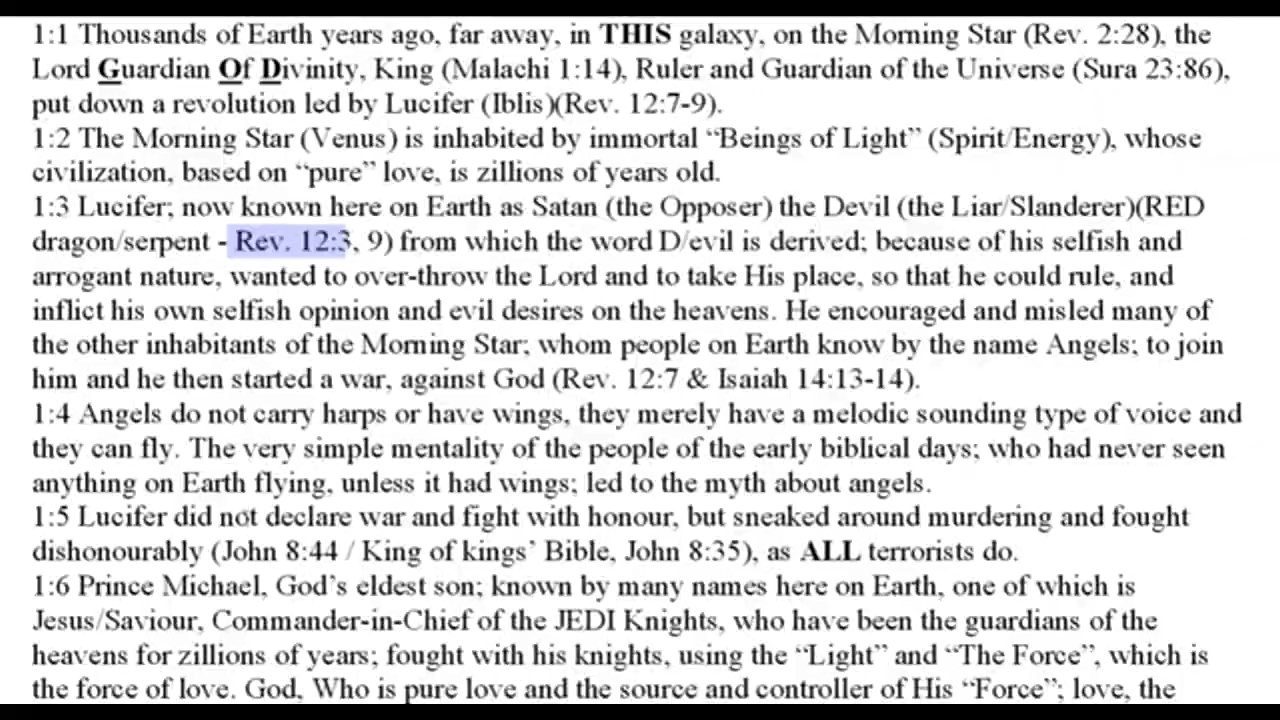 1:1 Thousands of Earth years ago, far away, in THIS galaxy, on the Morning Star (Rev. 2:28), the
Lord Guardian Of Divinity, King (Malachi 1:14), Ruler and Guardian of the Universe (Sura 23:86),
put down a revolution led by Lucifer (Iblis)(Rev. 12:7-9).
1:2 The Morning Star (Venus) is inhabited by immortal “Beings of Light” (Spirit/Energy), whose
civilization, based on “pure” love, is zillions of years old.
1:3 Lucifer; now known here on Earth as Satan (the Opposer) the Devil (the Liar/Slanderer)(RED
dragon/serpent - Rev. 12:3, 9) from which the word D/evil is derived; because of his selfish and
arrogant nature, wanted to over-throw the Lord and to take His place, so that he could rule, and
inflict his own selfish opinion and evil desires on the heavens. He encouraged and misled many of
the other inhabitants of the Morning Star; whom people on Earth know by the name Angels; to join
him and he then started a war, against God (Rev. 12:7 & Isaiah 14:13-14).
1:4 Angels do not carry harps or have wings, they merely have a melodic sounding type of voice and
they can fly. The very simple mentality of the people of the early biblical days; who had never seen
anything on Earth flying, unless it had wings; led to the myth about angels.
1:5 Lucifer did not declare war and fight with honour, but sneaked around murdering and fought
dishonourably (John 8:44 / King of kings’ Bible, John 8:35), as ALL terrorists do.
1:6 Prince Michael, God’s eldest son; known by many names here on Earth, one of which is
Jesus/Saviour, Commander-in-Chief of the JEDI Knights, who have been the guardians of the
heavens for zillions of years; fought with his knights, using the “Light” and “The Force”, which is
the force of love. God, Who is pure love and the source and controller of His “Force”; love, the